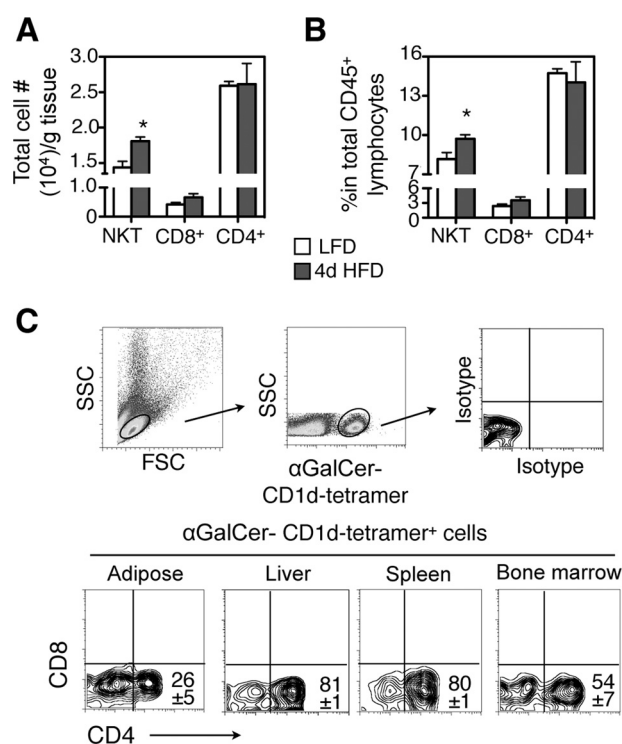 A
Total cell #
(10⁴)/g tissue
3.0
2.5
2.0
1.5
1.0
0
*
NKT CD8⁺ CD4⁺
B
%in total CD45⁺
lymphocytes
16
13
10
7
6
3
0
*
NKT CD8⁺ CD4⁺
LFD
4d HFD
C
SSC
FSC
SSC
αGalCer-
CD1d-tetramer
Isotype
Isotype
αGalCer- CD1d-tetramer⁺ cells
Adipose Liver Spleen Bone marrow
CD8
26
±5
81
±1
80
±1
54
±7
CD4